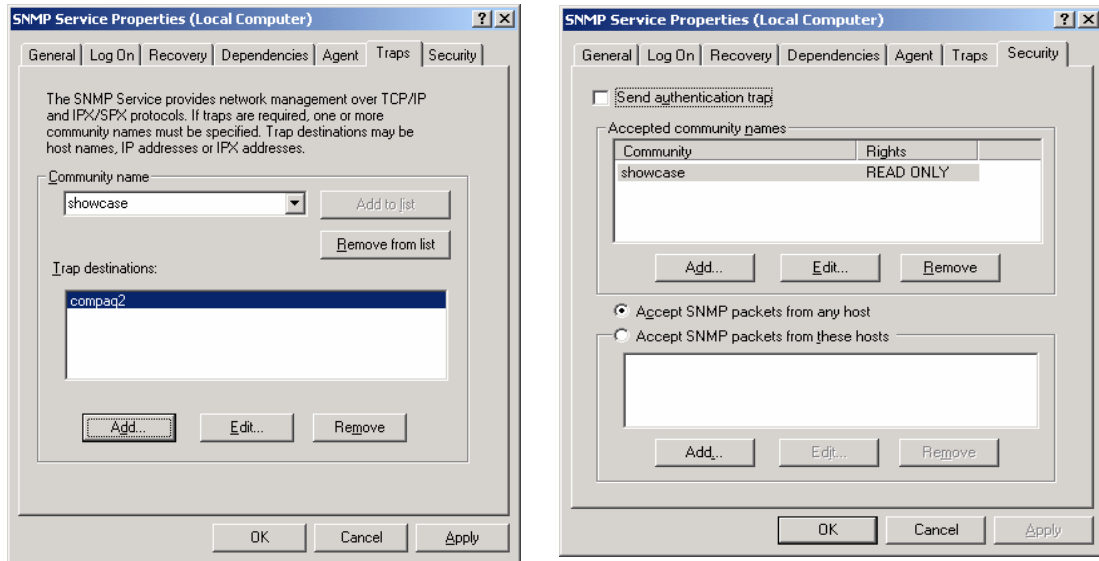 SNMP Service Properties (Local Computer)
General Log On Recovery Dependencies Agent Traps Security
The SNMP Service provides network management over TCP/IP
and IPX/SPX protocols. If traps are required, one or more
community names must be specified. Trap destinations may be
host names, IP addresses or IPX addresses.
Community name
showcase
Add to list
Remove from list
Trap destinations:
compaq2
Add... Edit... Remove
OK Cancel Apply
SNMP Service Properties (Local Computer)
General Log On Recovery Dependencies Agent Traps Security
Send authentication trap
Accepted community names
Community Rights
showcase READ ONLY
Add... Edit... Remove
Accept SNMP packets from any host
Accept SNMP packets from these hosts
Add... Edit... Remove
OK Cancel Apply